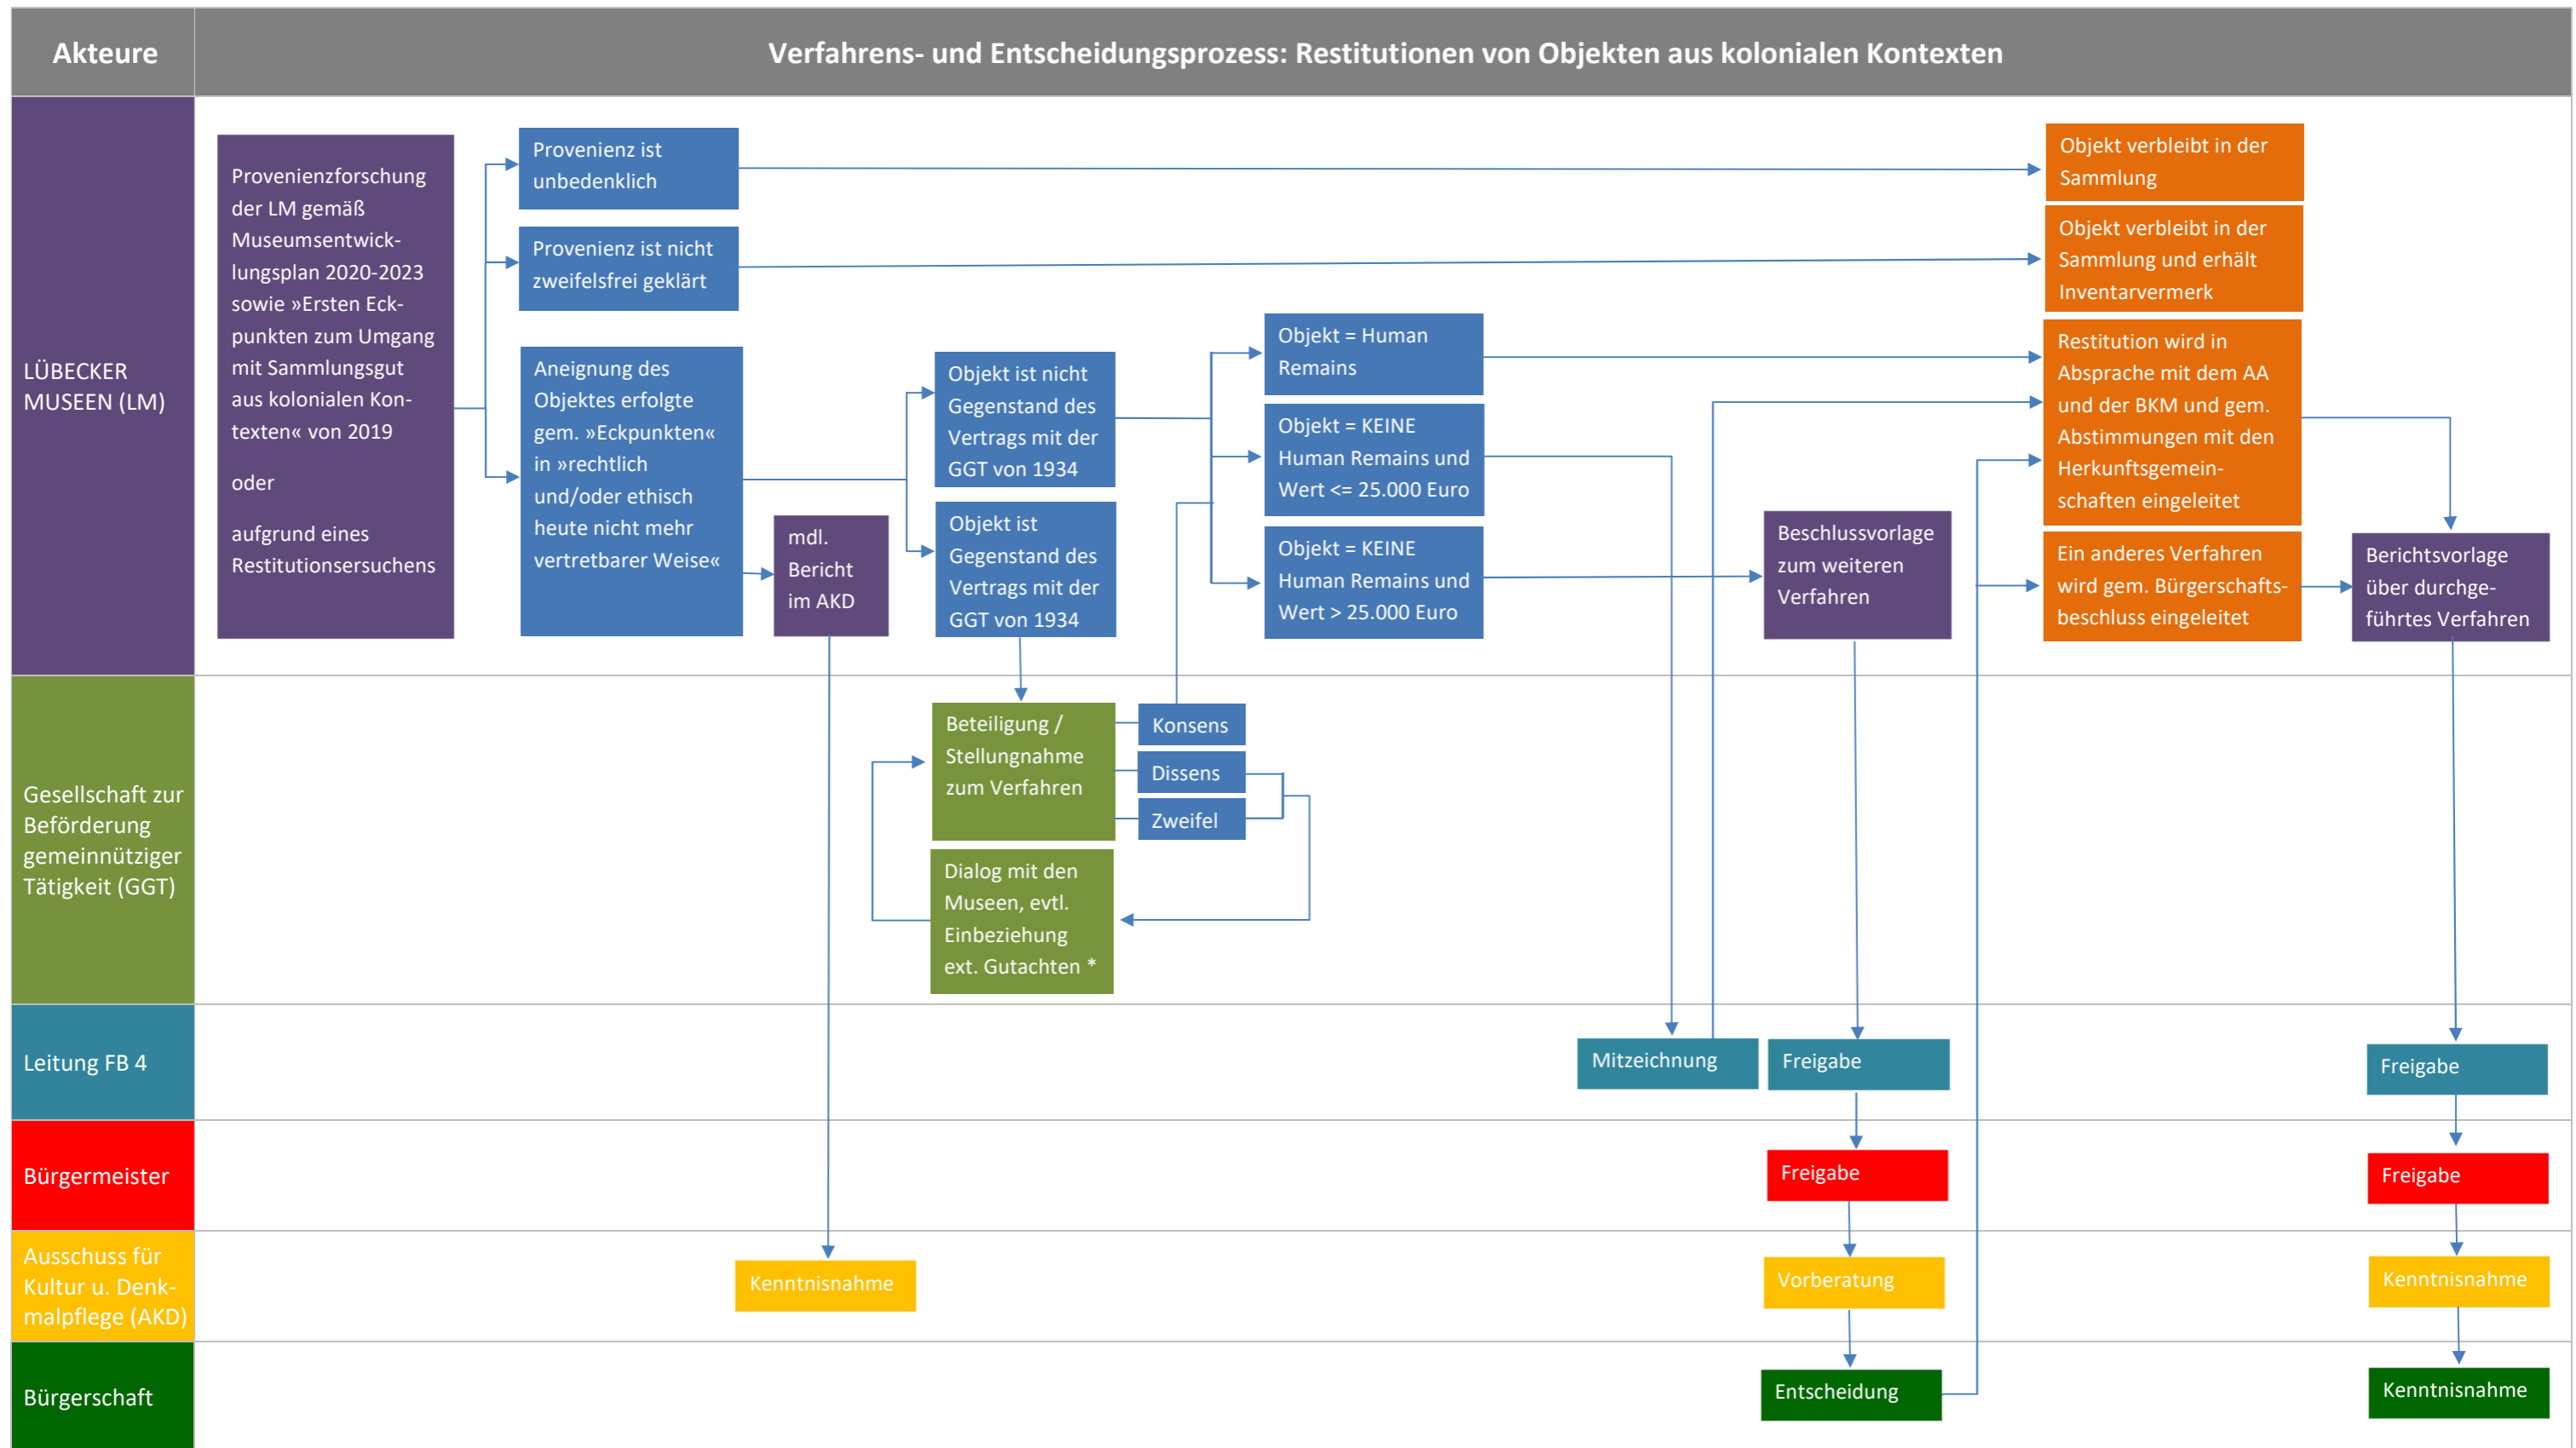 Akteure
Verfahrens- und Entscheidungsprozess: Restitutionen von Objekten aus kolonialen Kontexten
LÜBECKER
MUSEEN (LM)
Provenienzforschung
der LM gemäß
Museumsentwick-
lungsplan 2020-2023
sowie »Ersten Eck-
punkten zum Umgang
mit Sammlungsgut
aus kolonialen Kon-
texten« von 2019
oder
aufgrund eines
Restitutionsersuchens
Provenienz ist
unbedenklich
Provenienz ist nicht
zweifelsfrei geklärt
Aneignung des
Objektes erfolgte
gem. »Eckpunkten«
in »rechtlich
und/oder ethisch
heute nicht mehr
vertretbarer Weise«
mdl.
Bericht
im AKD
Objekt ist nicht
Gegenstand des
Vertrags mit der
GGT von 1934
Objekt ist
Gegenstand des
Vertrags mit der
GGT von 1934
Objekt = Human
Remains
Objekt = KEINE
Human Remains und
Wert <= 25.000 Euro
Objekt = KEINE
Human Remains und
Wert > 25.000 Euro
Beschlussvorlage
zum weiteren
Verfahren
Objekt verbleibt in der
Sammlung
Objekt verbleibt in der
Sammlung und erhält
Inventarvermerk
Restitution wird in
Absprache mit dem AA
und der BKM und gem.
Abstimmungen mit den
Herkunftsgemein-
schaften eingeleitet
Ein anderes Verfahren
wird gem. Bürgerschafts-
beschluss eingeleitet
Berichtsvorlage
über durchge-
führtes Verfahren
Gesellschaft zur
Beförderung
gemeinnütziger
Tätigkeit (GGT)
Beteiligung /
Stellungnahme
zum Verfahren
Konsens
Dissens
Zweifel
Dialog mit den
Museen, evtl.
Einbeziehung
ext. Gutachten *
Leitung FB 4
Mitzeichnung
Freigabe
Freigabe
Bürgermeister
Freigabe
Freigabe
Ausschuss für
Kultur u. Denk-
malpflege (AKD)
Kenntnisnahme
Vorberatung
Kenntnisnahme
Bürgerschaft
Entscheidung
Kenntnisnahme